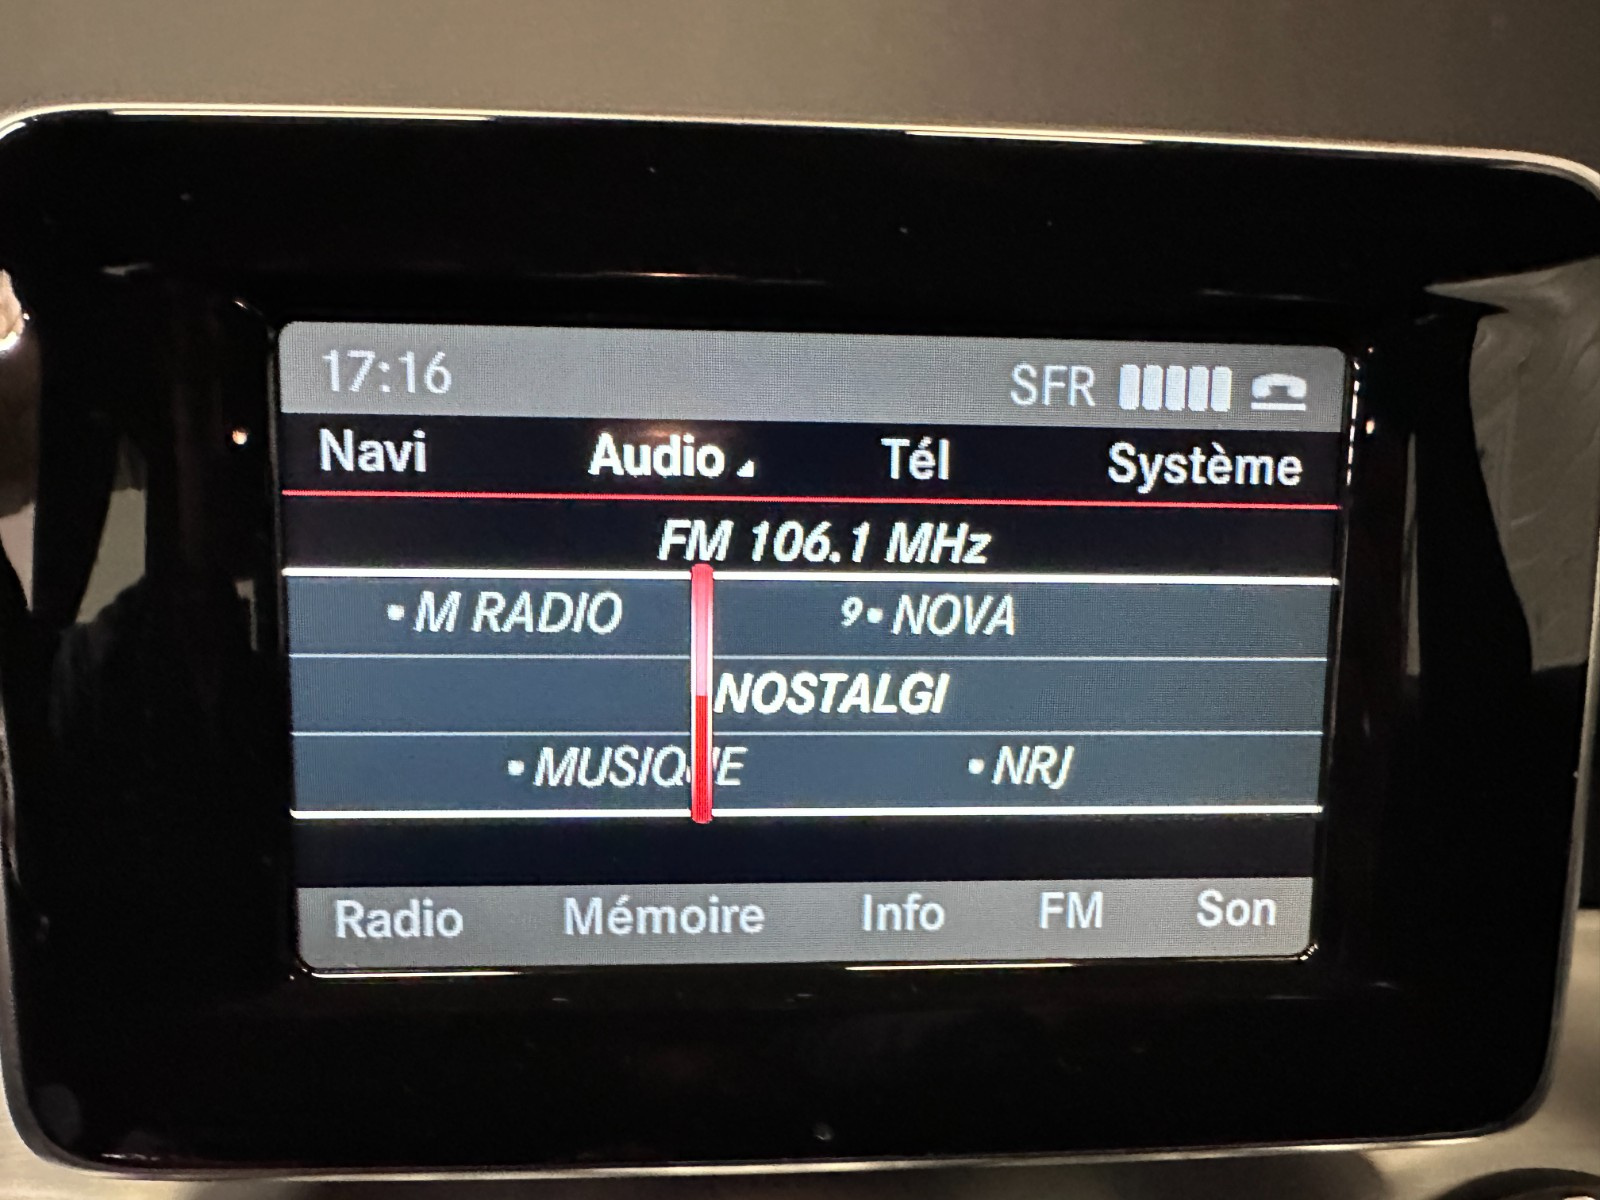 17:16 SFR
Navi Audio Tél Système
FM 106.1 MHz
• M RADIO 9• NOVA
NOSTALGI
• MUSIQUE • NRJ
Radio Mémoire Info FM Son